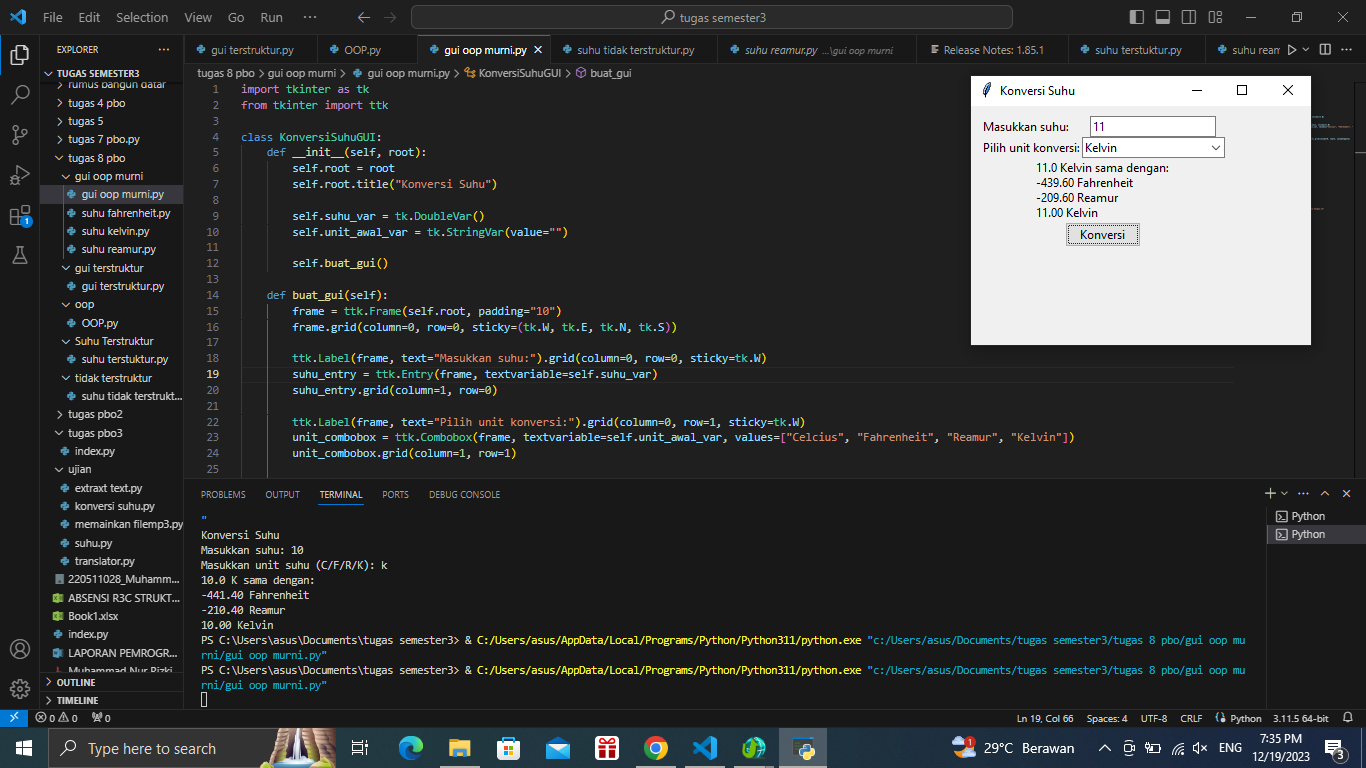 File Edit Selection View Go Run ··· tugas semester3
EXPLORER ···
TUGAS SEMESTER3
rumus bangun datar
tugas 4 pbo
tugas 5
tugas 7 pbo.py
tugas 8 pbo
gui oop murni
gui oop murni.py
suhu fahrenheit.py
suhu kelvin.py
suhu reamur.py
gui terstruktur
gui terstruktur.py
oop
OOP.py
Suhu Terstruktur
suhu terstuktur.py
tidak terstruktur
suhu tidak terstrukt...
tugas pbo2
tugas pbo3
index.py
ujian
extraxt text.py
konversi suhu.py
memainkan filemp3.py
suhu.py
translator.py
220511028_Muhamm...
ABSENSI R3C STRUKT...
Book1.xlsx
index.py
LAPORAN PEMROGR...
Muhammad Nur Rizki
OUTLINE
TIMELINE
gui terstruktur.py OOP.py gui oop murni.py suhu tidak terstruktur.py suhu reamur.py ...\gui oop murni Release Notes: 1.85.1 suhu terstuktur.py suhu rean
tugas 8 pbo > gui oop murni > gui oop murni.py > KonversiSuhuGUI > buat_gui
1 import tkinter as tk
2 from tkinter import ttk
3
4 class KonversiSuhuGUI:
5 def __init__(self, root):
6 self.root = root
7 self.root.title("Konversi Suhu")
8
9 self.suhu_var = tk.DoubleVar()
10 self.unit_awal_var = tk.StringVar(value="")
11
12 self.buat_gui()
13
14 def buat_gui(self):
15 frame = ttk.Frame(self.root, padding="10")
16 frame.grid(column=0, row=0, sticky=(tk.W, tk.E, tk.N, tk.S))
17
18 ttk.Label(frame, text="Masukkan suhu:").grid(column=0, row=0, sticky=tk.W)
19 suhu_entry = ttk.Entry(frame, textvariable=self.suhu_var)
20 suhu_entry.grid(column=1, row=0)
21
22 ttk.Label(frame, text="Pilih unit konversi:").grid(column=0, row=1, sticky=tk.W)
23 unit_combobox = ttk.Combobox(frame, textvariable=self.unit_awal_var, values=["Celcius", "Fahrenheit", "Reamur", "Kelvin"])
24 unit_combobox.grid(column=1, row=1)
25
Konversi Suhu
Masukkan suhu: 11
Pilih unit konversi: Kelvin
11.0 Kelvin sama dengan:
-439.60 Fahrenheit
-209.60 Reamur
11.00 Kelvin
Konversi
PROBLEMS OUTPUT TERMINAL PORTS DEBUG CONSOLE
"
Konversi Suhu
Masukkan suhu: 10
Masukkan unit suhu (C/F/R/K): k
10.0 K sama dengan:
-441.40 Fahrenheit
-210.40 Reamur
10.00 Kelvin
PS C:\Users\asus\Documents\tugas semester3> & C:/Users/asus/AppData/Local/Programs/Python/Python311/python.exe "c:/Users/asus/Documents/tugas semester3/tugas 8 pbo/gui oop mu
rni/gui oop murni.py"
PS C:\Users\asus\Documents\tugas semester3> & C:/Users/asus/AppData/Local/Programs/Python/Python311/python.exe "c:/Users/asus/Documents/tugas semester3/tugas 8 pbo/gui oop mu
rni/gui oop murni.py"
Python
Python
0 0 0 Ln 19, Col 66 Spaces: 4 UTF-8 CRLF Python 3.11.5 64-bit
Type here to search 1 29°C Berawan ENG 7:35 PM
12/19/2023 3